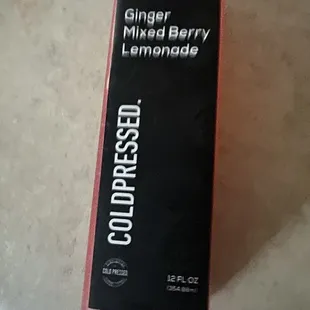 Ginger
Mixed Berry
Lemonade
COLDPRESSED.
COLD PRESSED
12 FL OZ